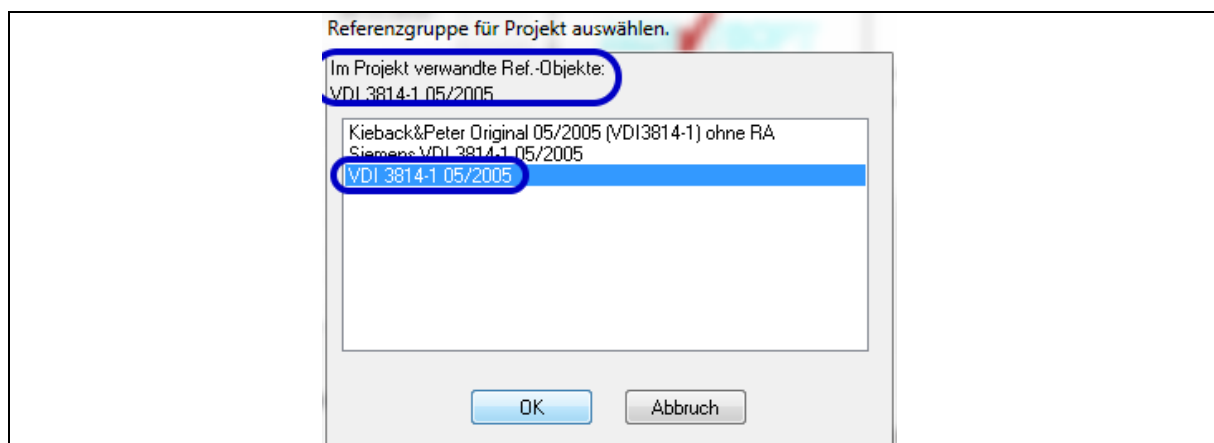 Referenzgruppe für Projekt auswählen.
Im Projekt verwandte Ref.-Objekte:
VDI 3814-1 05/2005
Kieback&Peter Original 05/2005 (VDI3814-1) ohne RA
Siemens VDI 3814-1 05/2005
VDI 3814-1 05/2005
OK
Abbruch